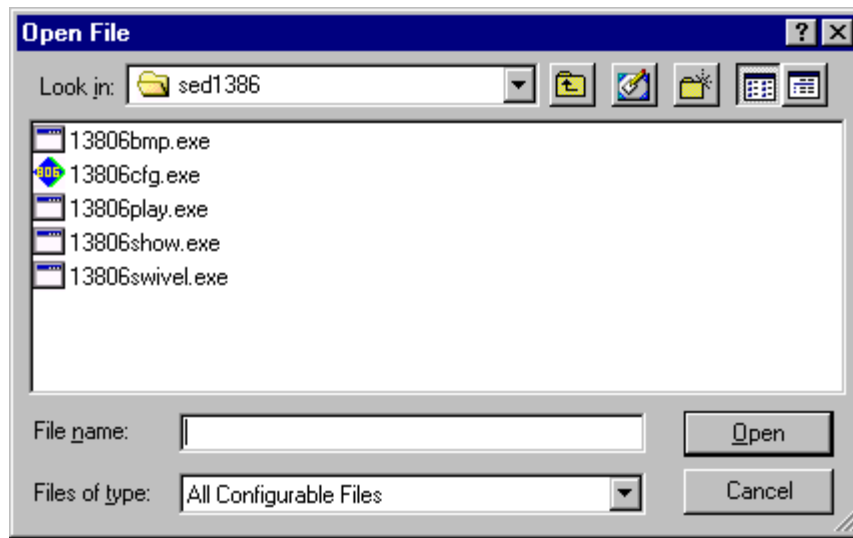 Open File
Look in: sed1386
13806bmp.exe
806 13806cfg.exe
13806play.exe
13806show.exe
13806swivel.exe
File name: Open
Files of type: All Configurable Files Cancel